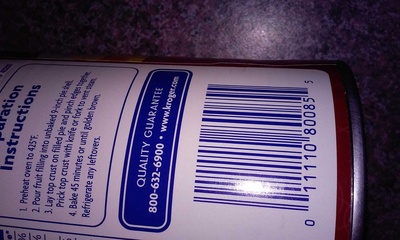 Instructions
1. Preheat oven to 425°F.
2. Pour fruit filling into unbaked 9-inch pie shell.
3. Lay top crust on filled pie and pinch edges together.
Prick top crust with knife or fork to vent steam.
4. Bake 45 minutes or until golden brown.
Refrigerate any leftovers.
QUALITY GUARANTEE
800-632-6900 • www.kroger.com
0 11110 80085 5